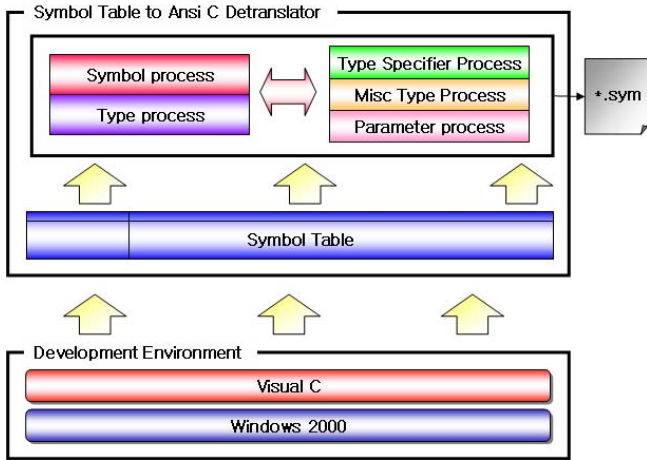 Symbol Table to Ansi C Detranslator
Symbol process
Type process
Type Specifier Process
Misc Type Process
Parameter process
*.sym
Symbol Table
Development Environment
Visual C
Windows 2000